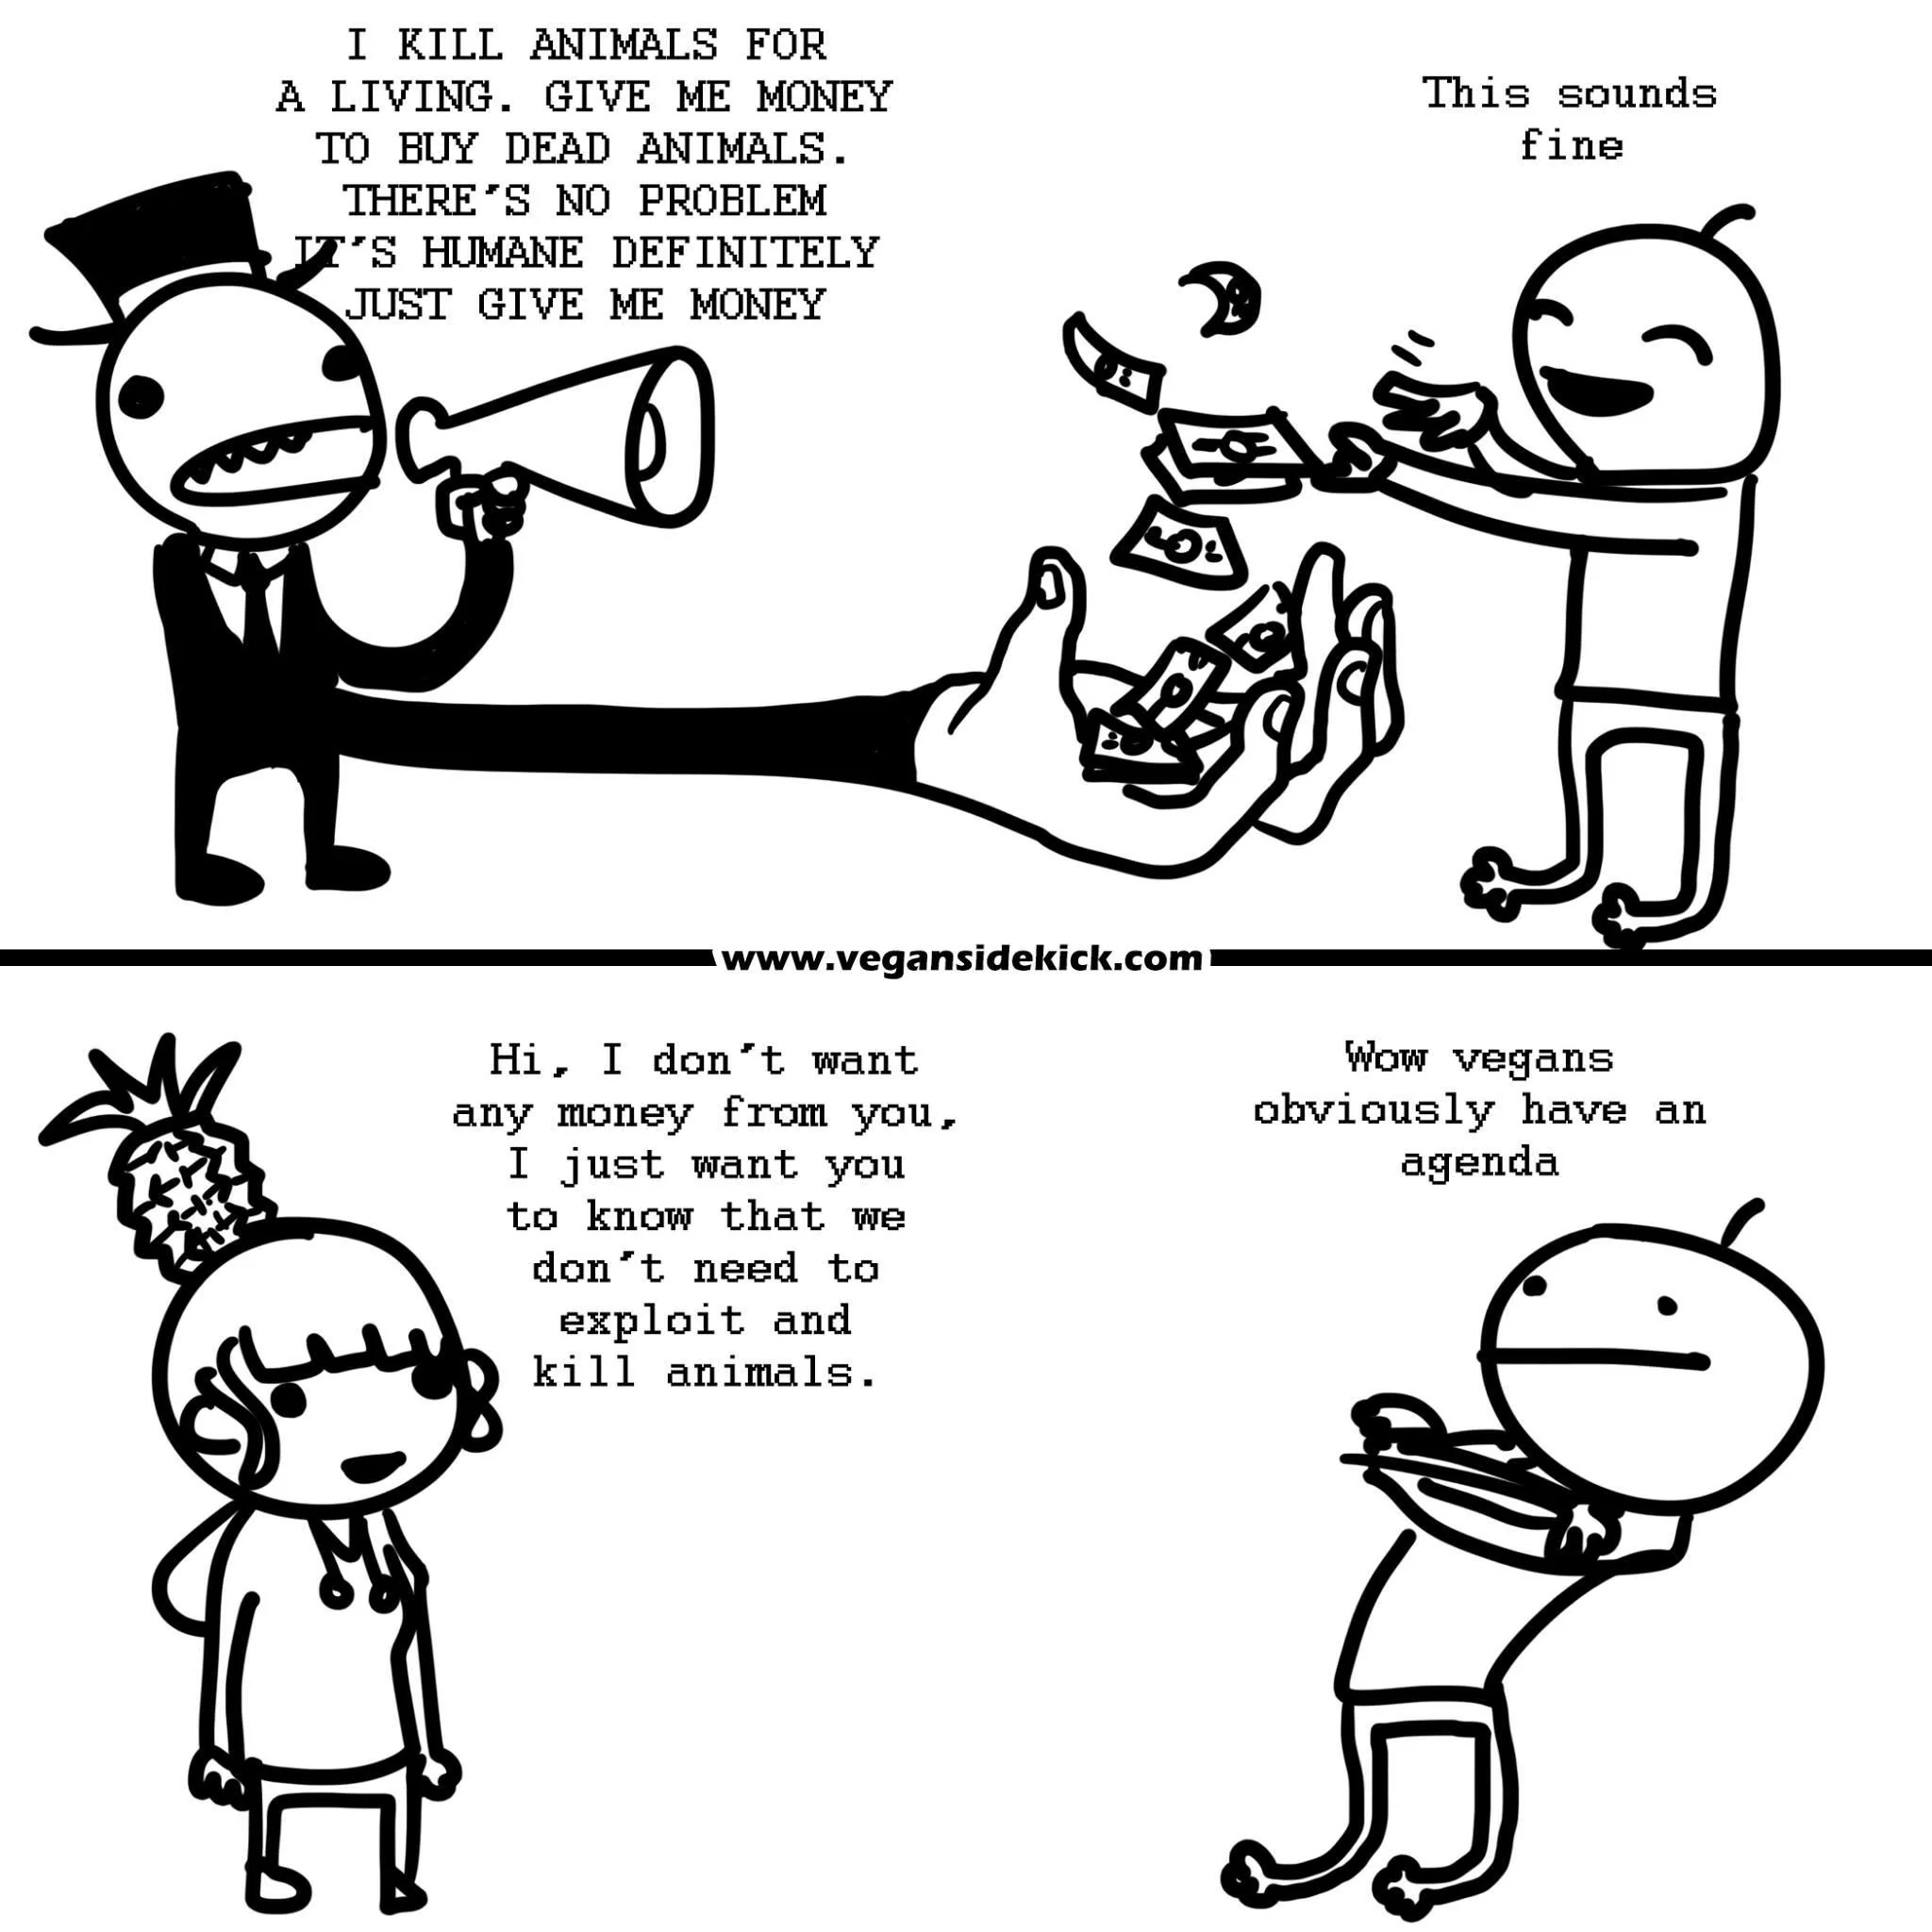 I KILL ANIMALS FOR
A LIVING. GIVE ME MONEY
TO BUY DEAD ANIMALS.
THERE'S NO PROBLEM
IT'S HUMANE DEFINITELY
JUST GIVE ME MONEY
This sounds
fine
www.vegansidekick.com
Hi, I don't want
any money from you,
I just want you
to know that we
don't need to
exploit and
kill animals.
Wow vegans
obviously have an
agenda